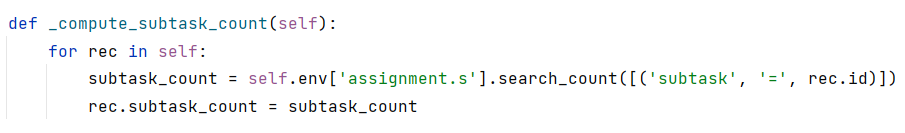 def _compute_subtask_count(self):
    for rec in self:
        subtask_count = self.env['assignment.s'].search_count([('subtask', '=', rec.id)])
        rec.subtask_count = subtask_count